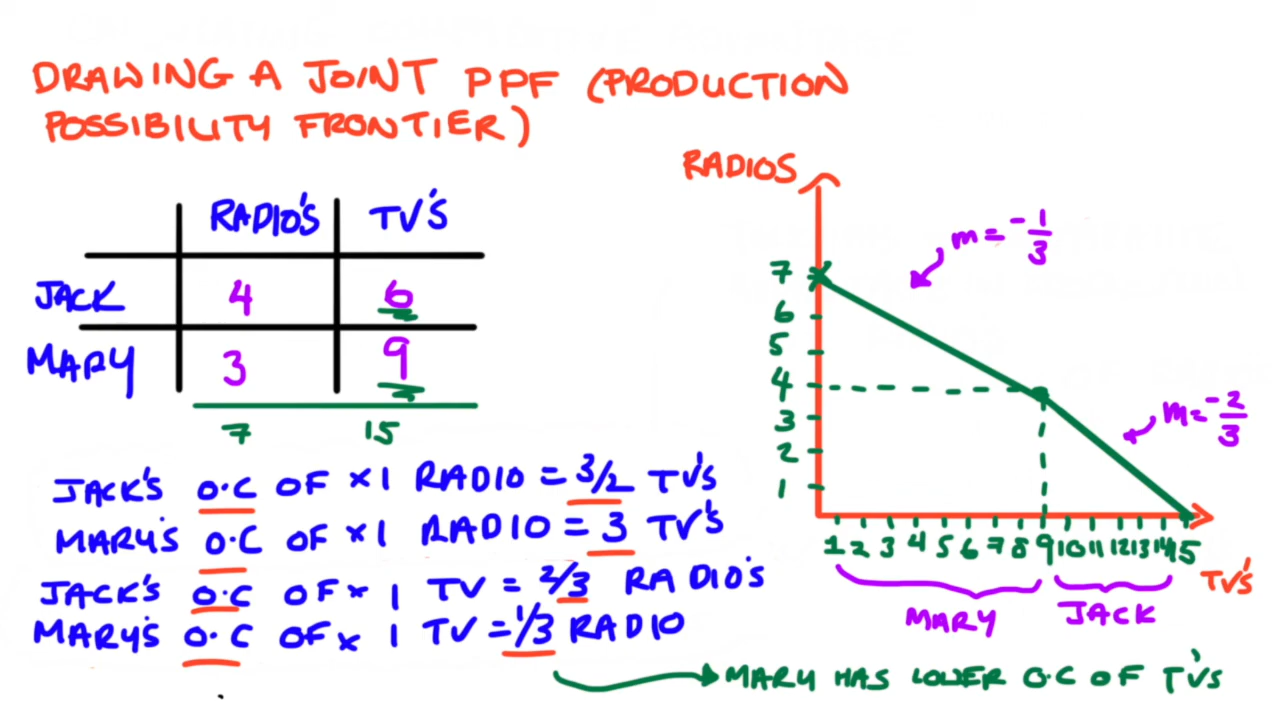 DRAWING A JOINT PPF (PRODUCTION
POSSIBILITY FRONTIER)
RADIO'S TV'S
JACK 4 6
MARY 3 9
7 15
JACK'S O.C OF x 1 RADIO = 3/2 TV'S
MARY'S O.C OF x 1 RADIO = 3 TV'S
JACK'S O.C OF x 1 TV = 2/3 RADIO'S
MARY'S O.C OF x 1 TV = 1/3 RADIO
RADIOS
m = -1/3
7
6
5
4
3
2
1
m = -2/3
1 2 3 4 5 6 7 8 9 10 11 12 13 14 15
TV'S
MARY JACK
MARY HAS LOWER O.C OF TV'S